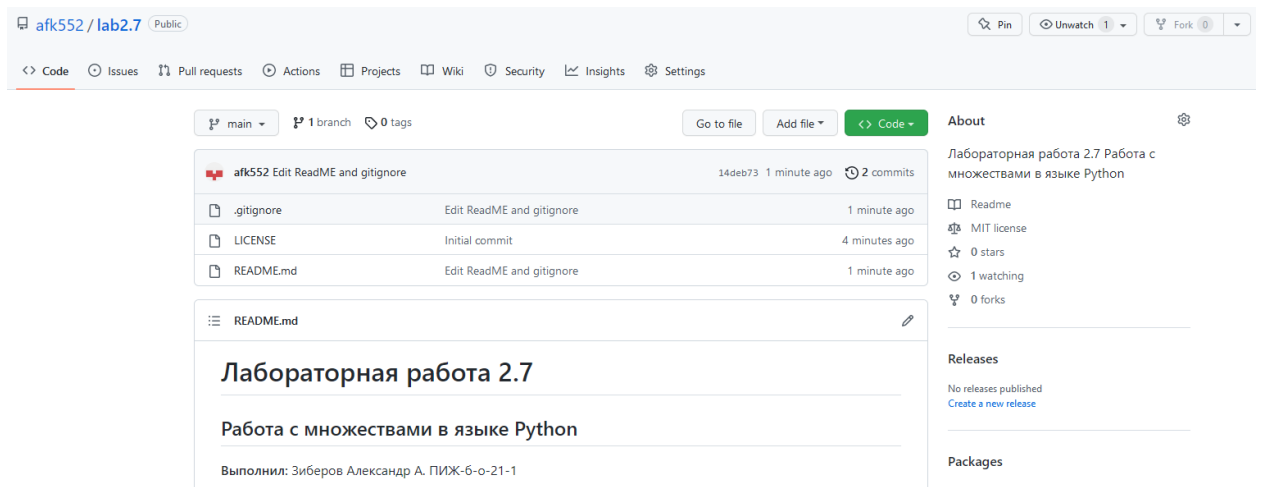 afk552 / lab2.7 Public Pin Unwatch 1 Fork 0
Code Issues Pull requests Actions Projects Wiki Security Insights Settings
main 1 branch 0 tags Go to file Add file Code
afk552 Edit ReadME and gitignore 14deb73 1 minute ago 2 commits
.gitignore Edit ReadME and gitignore 1 minute ago
LICENSE Initial commit 4 minutes ago
README.md Edit ReadME and gitignore 1 minute ago
README.md
Лабораторная работа 2.7
Работа с множествами в языке Python
Выполнил: Зиберов Александр А. ПИЖ-б-о-21-1
About
Лабораторная работа 2.7 Работа с
множествами в языке Python
Readme
MIT license
0 stars
1 watching
0 forks
Releases
No releases published
Create a new release
Packages